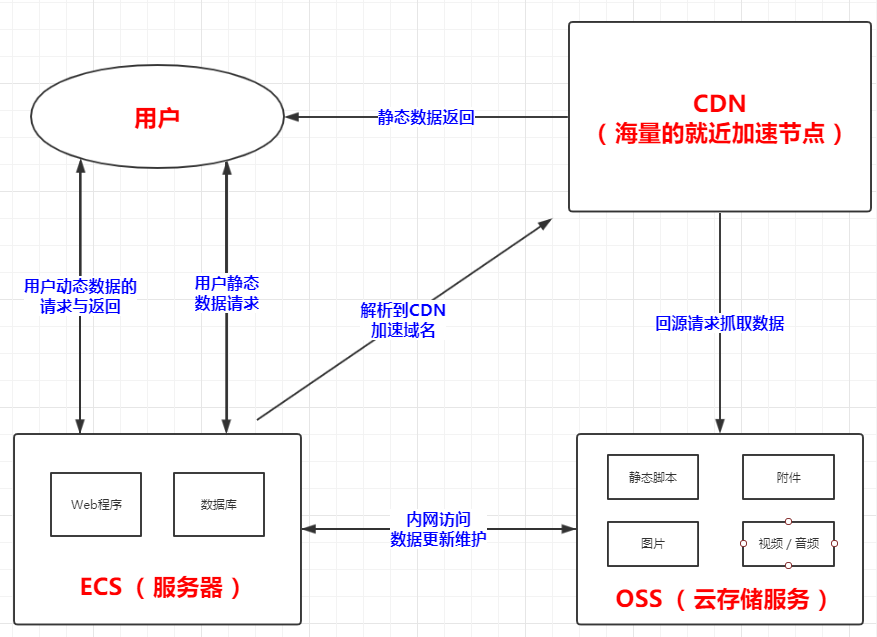 CDN
（ 海量的就近加速节点 ）
用户
静态数据返回
用户动态数据的
请求与返回
用户静态
数据请求
解析到CDN
加速域名
回源请求抓取数据
Web程序
数据库
ECS （ 服务器 ）
内网访问
数据更新维护
静态脚本
附件
图片
视频 / 音频
OSS （ 云存储服务 ）